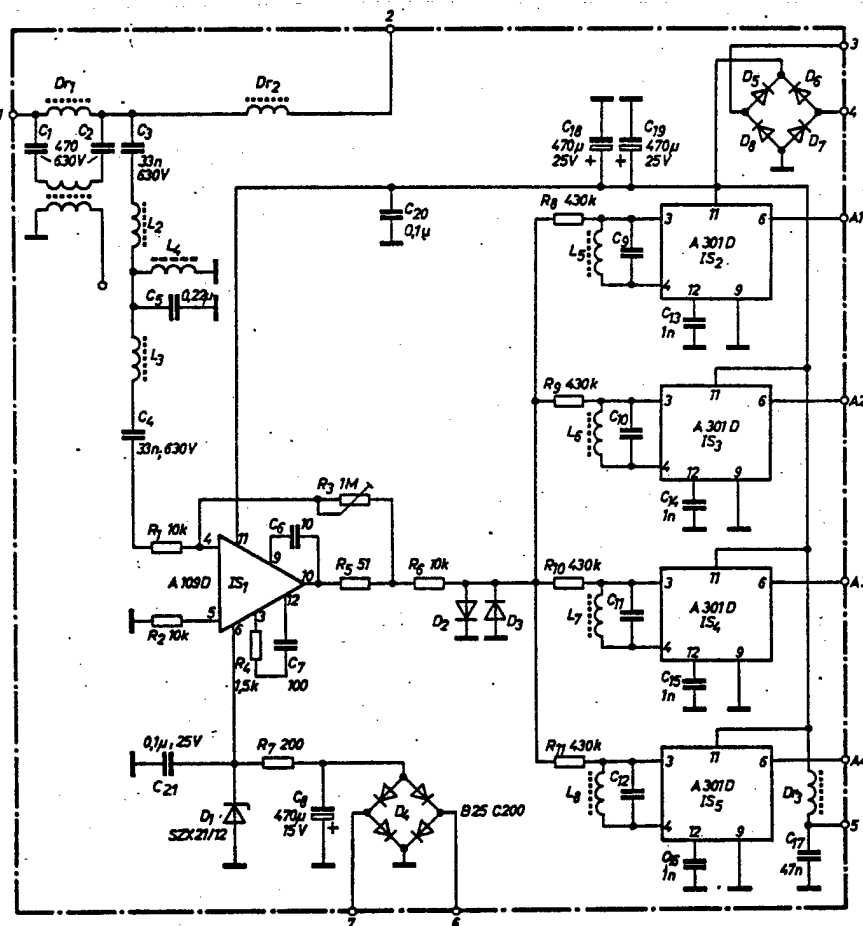 2
1
3
4
Dr1
Dr2
C1
C2
470
630V
C3
33n
630V
D5
D6
D8
D7
C18
470µ
25V
+
C19
470µ
25V
+
L2
L4
C5
0,22µ
C20
0,1µ
R8 430k
L5
C9
3
11
6
A 301 D
IS2
4
12
9
A1
C13
1n
L3
C4
33n, 630V
R9 430k
L6
C10
3
11
6
A 301 D
IS3
4
12
9
A2
C14
1n
R3 1M
R1 10k
4
11
C6
10
9
A 109D
IS1
10
12
R5 51
R6 10k
R2 10k
5
6
3
R4
1,5k
C7
100
D2
D3
R10 430k
L7
C11
3
11
6
A 301 D
IS4
4
12
9
C15
1n
0,1µ, 25V
C21
R7 200
D1
SZX21/12
C8
470µ
15V
+
D4
B25 C200
R11 430k
L8
C12
3
11
6
A 301 D
IS5
4
12
9
A4
C16
1n
Dr3
5
C17
47n
7
6